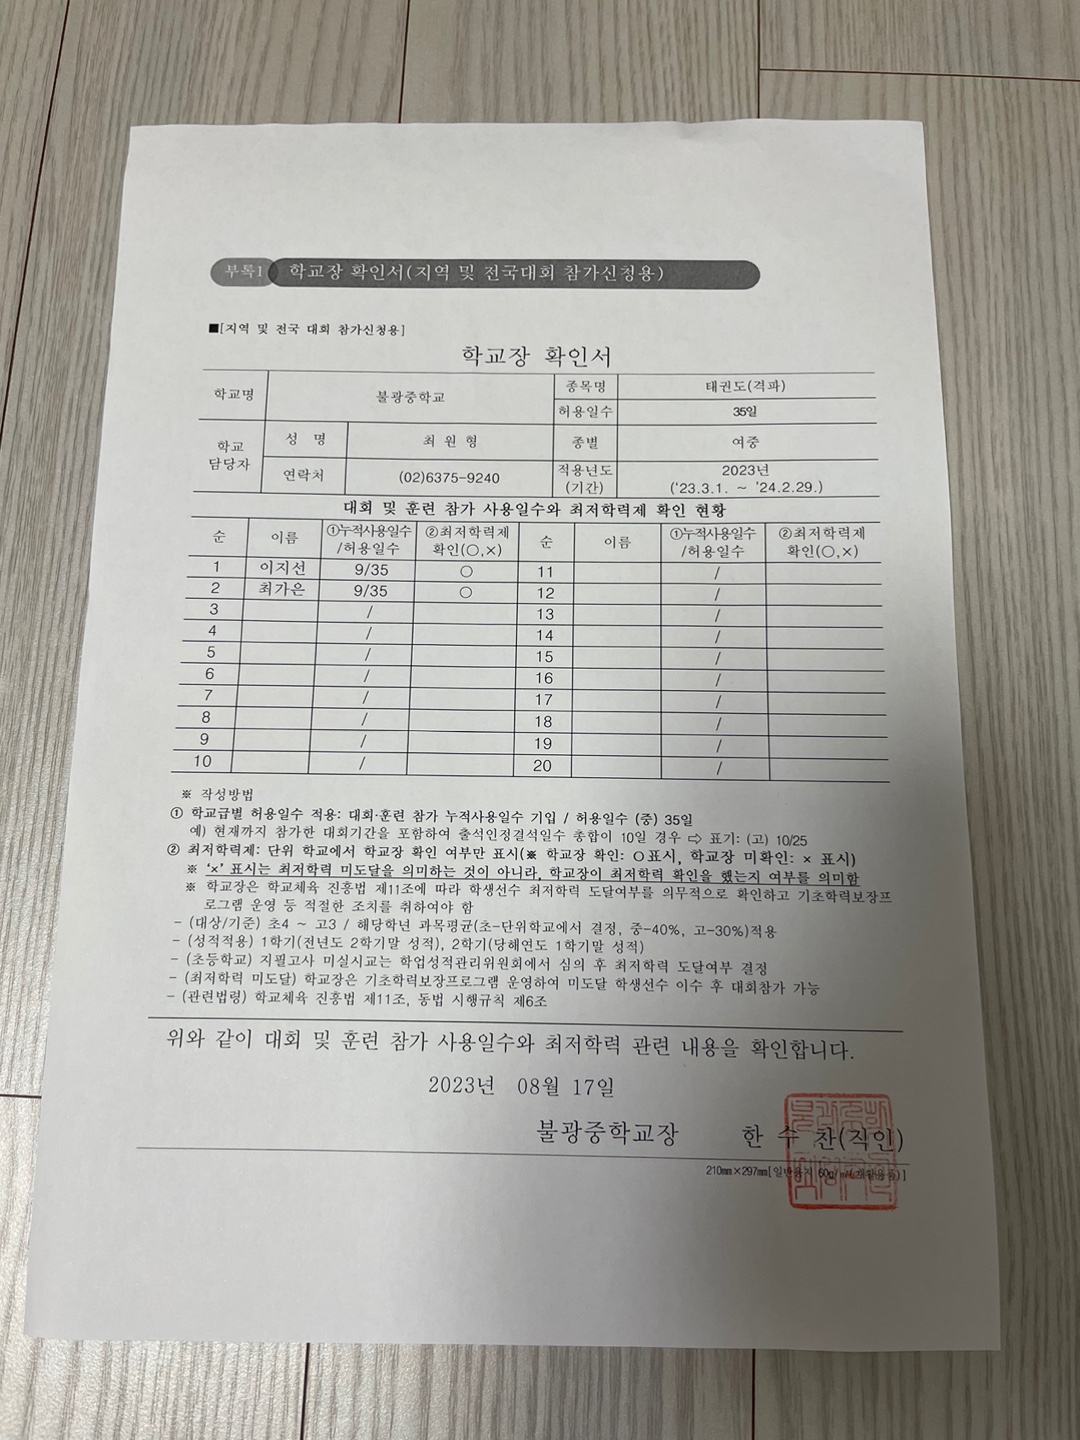 부록1 학교장 확인서(지역 및 전국대회 참가신청용)
■[지역 및 전국 대회 참가신청용]
학교장 확인서
학교명 불광중학교 종목명 태권도(격파)
허용일수 35일
학교 담당자 성 명 최 원 형 종별 여중
연락처 (02)6375-9240 적용년도 (기간) 2023년 ('23.3.1. ~ '24.2.29.)
대회 및 훈련 참가 사용일수와 최저학력제 확인 현황
순 이름 ①누적사용일수 /허용일수 ②최저학력제 확인(○,×) 순 이름 ①누적사용일수 /허용일수 ②최저학력제 확인(○,×)
1 이지선 9/35 ○ 11 /
2 최가은 9/35 ○ 12 /
3 / 13 /
4 / 14 /
5 / 15 /
6 / 16 /
7 / 17 /
8 / 18 /
9 / 19 /
10 / 20 /
※ 작성방법
① 학교급별 허용일수 적용: 대회·훈련 참가 누적사용일수 기입 / 허용일수 (중) 35일
예) 현재까지 참가한 대회기간을 포함하여 출석인정결석일수 총합이 10일 경우 ⇨ 표기: (고) 10/25
② 최저학력제: 단위 학교에서 학교장 확인 여부만 표시(※ 학교장 확인: ○표시, 학교장 미확인: × 표시)
※ '×' 표시는 최저학력 미도달을 의미하는 것이 아니라, 학교장이 최저학력 확인을 했는지 여부를 의미함
※ 학교장은 학교체육 진흥법 제11조에 따라 학생선수 최저학력 도달여부를 의무적으로 확인하고 기초학력보장프
로그램 운영 등 적절한 조치를 취하여야 함
- (대상/기준) 초4 ~ 고3 / 해당학년 과목평균(초-단위학교에서 결정, 중-40%, 고-30%)적용
- (성적적용) 1학기(전년도 2학기말 성적), 2학기(당해연도 1학기말 성적)
- (초등학교) 지필고사 미실시교는 학업성적관리위원회에서 심의 후 최저학력 도달여부 결정
- (최저학력 미도달) 학교장은 기초학력보장프로그램 운영하여 미도달 학생선수 이수 후 대회참가 가능
- (관련법령) 학교체육 진흥법 제11조, 동법 시행규칙 제6조
위와 같이 대회 및 훈련 참가 사용일수와 최저학력 관련 내용을 확인합니다.
2023년 08월 17일
불광중학교장 한 수 찬(직인)
210㎜×297㎜[일반용지 60g/㎡(재활용품)]